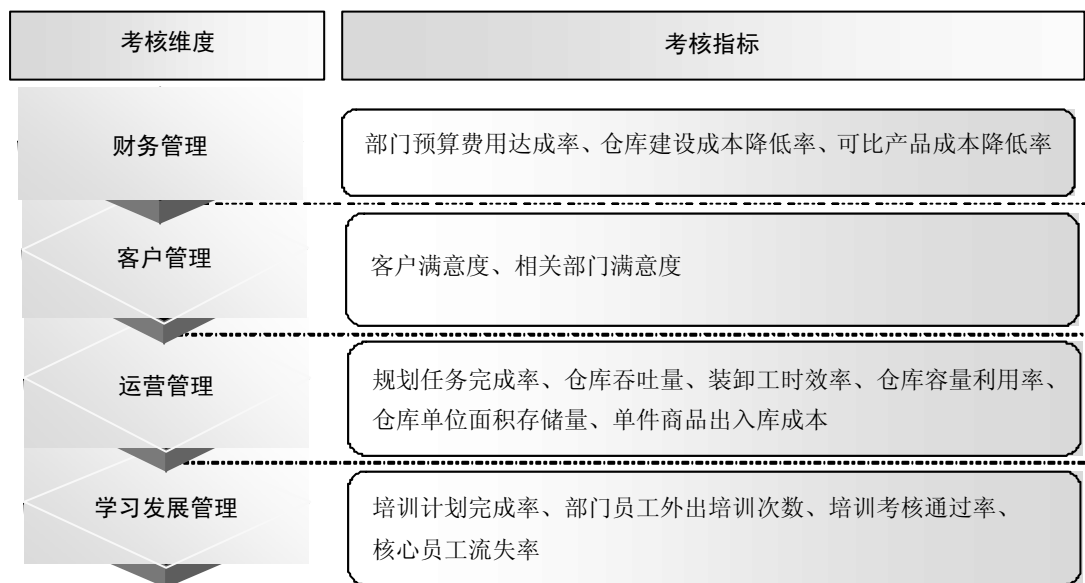 考核维度
考核指标
财务管理
部门预算费用达成率、仓库建设成本降低率、可比产品成本降低率
客户管理
客户满意度、相关部门满意度
运营管理
规划任务完成率、仓库吞吐量、装卸工时效率、仓库容量利用率、
仓库单位面积存储量、单件商品出入库成本
学习发展管理
培训计划完成率、部门员工外出培训次数、培训考核通过率、
核心员工流失率